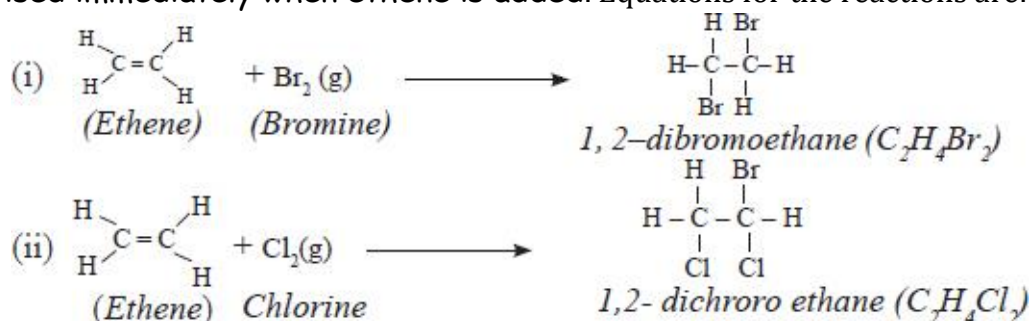 sed immediately when ethene is added. Equations for the reactions are:
H H H Br
(i) C = C + Br₂ (g) H–C–C–H
H H Br H
(Ethene) (Bromine) 1, 2–dibromoethane (C₂H₄Br₂)
H H H Br
(ii) C = C + Cl₂(g) H – C – C – H
H H Cl Cl
(Ethene) Chlorine 1,2- dichroro ethane (C₂H₄Cl₂)